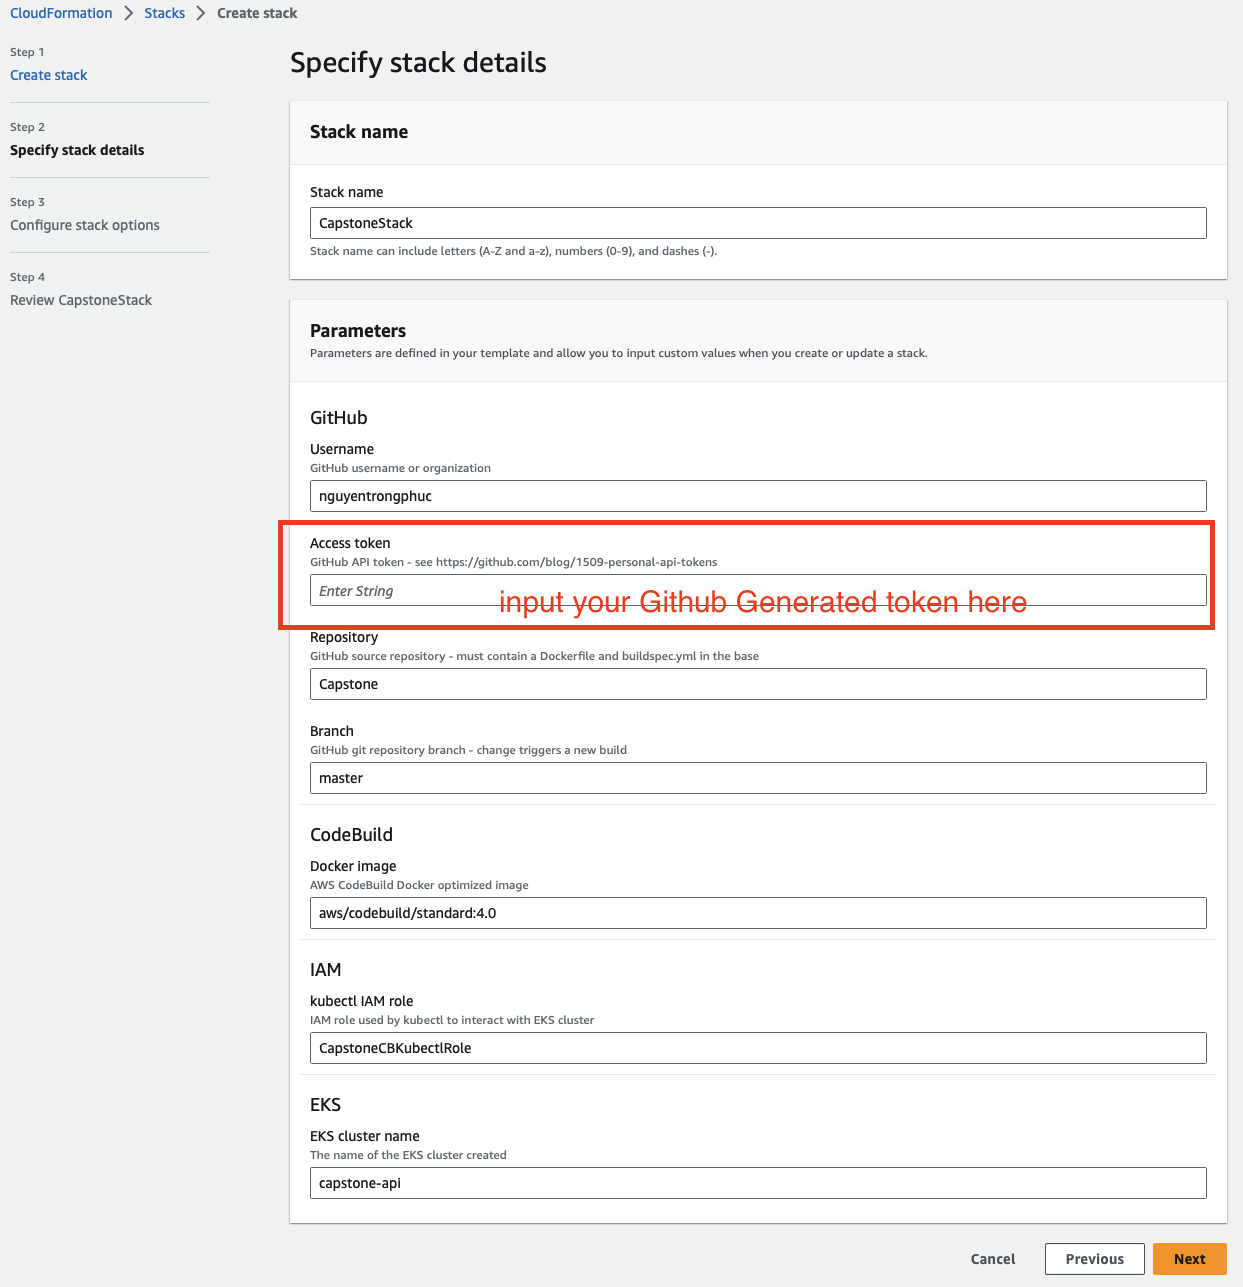 CloudFormation > Stacks > Create stack
Step 1
Create stack
Step 2
Specify stack details
Step 3
Configure stack options
Step 4
Review CapstoneStack
Specify stack details
Stack name
Stack name
CapstoneStack
Stack name can include letters (A-Z and a-z), numbers (0-9), and dashes (-).
Parameters
Parameters are defined in your template and allow you to input custom values when you create or update a stack.
GitHub
Username
GitHub username or organization
nguyentrongphuc
Access token
GitHub API token - see https://github.com/blog/1509-personal-api-tokens
Enter String
input your Github Generated token here
Repository
GitHub source repository - must contain a Dockerfile and buildspec.yml in the base
Capstone
Branch
GitHub git repository branch - change triggers a new build
master
CodeBuild
Docker image
AWS CodeBuild Docker optimized image
aws/codebuild/standard:4.0
IAM
kubectl IAM role
IAM role used by kubectl to interact with EKS cluster
CapstoneCBKubectlRole
EKS
EKS cluster name
The name of the EKS cluster created
capstone-api
Cancel Previous Next